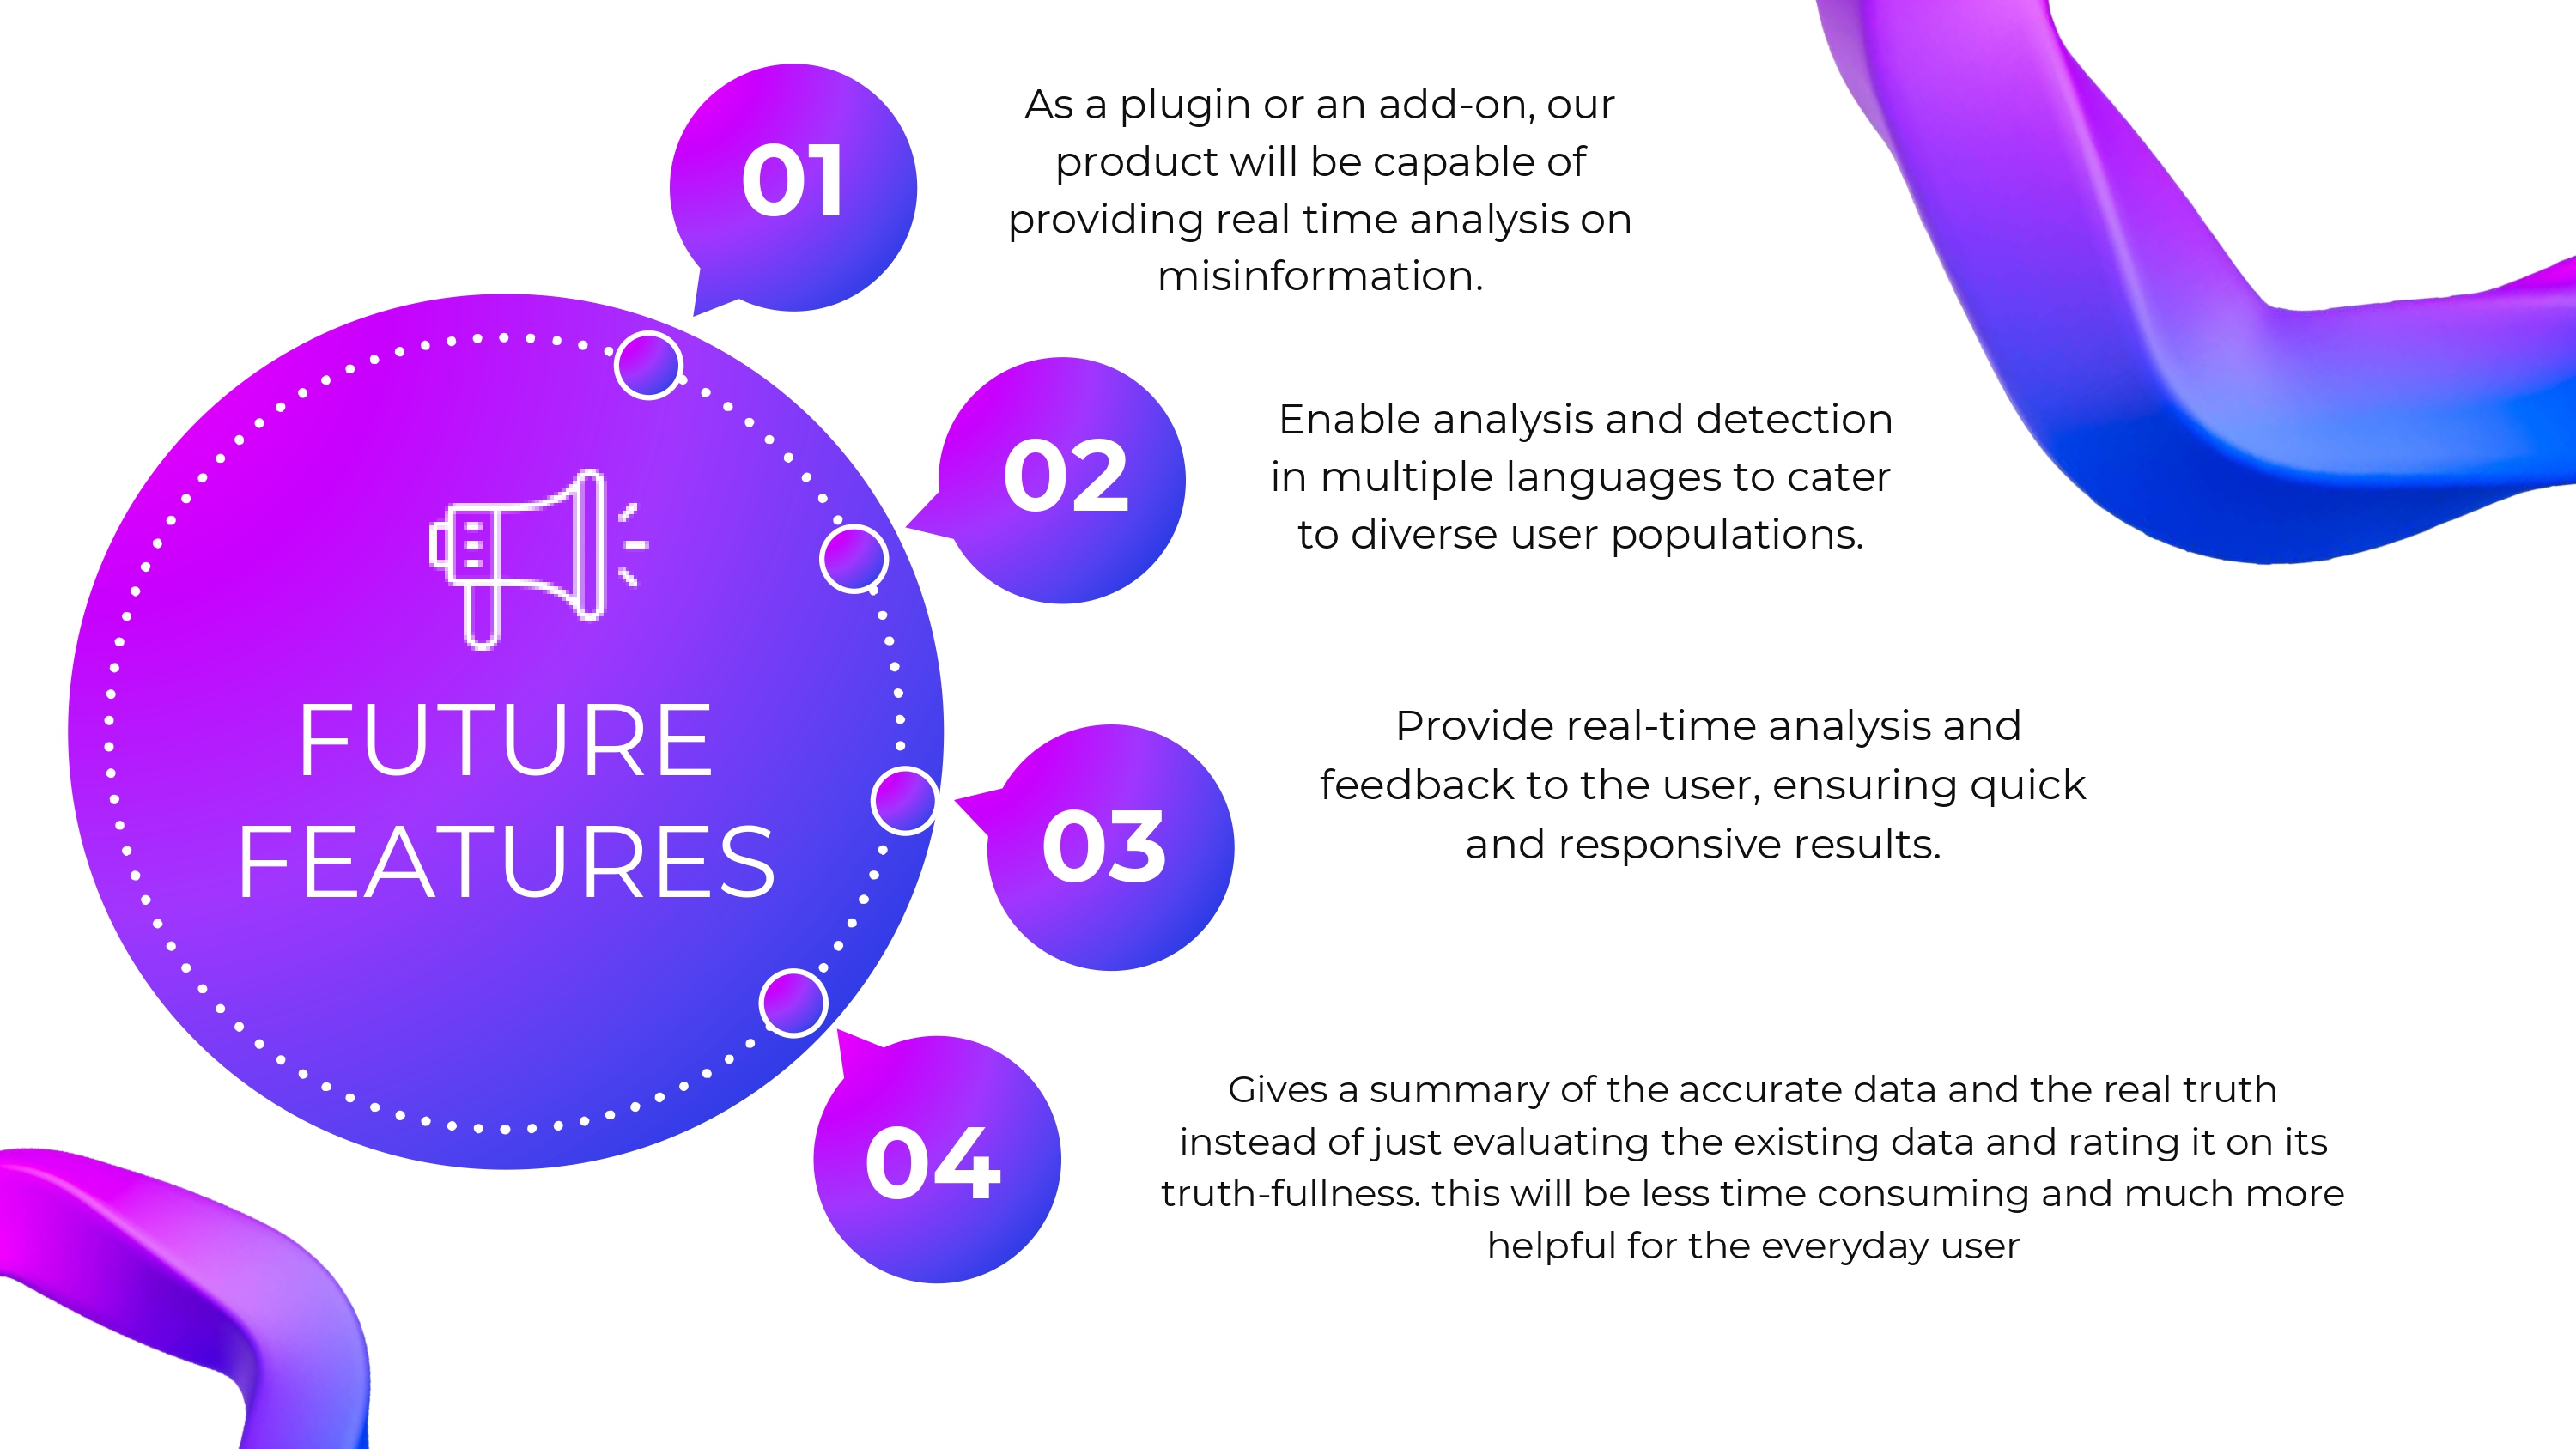 FUTURE
FEATURES
01
As a plugin or an add-on, our
product will be capable of
providing real time analysis on
misinformation.
02
Enable analysis and detection
in multiple languages to cater
to diverse user populations.
03
Provide real-time analysis and
feedback to the user, ensuring quick
and responsive results.
04
Gives a summary of the accurate data and the real truth
instead of just evaluating the existing data and rating it on its
truth-fullness. this will be less time consuming and much more
helpful for the everyday user